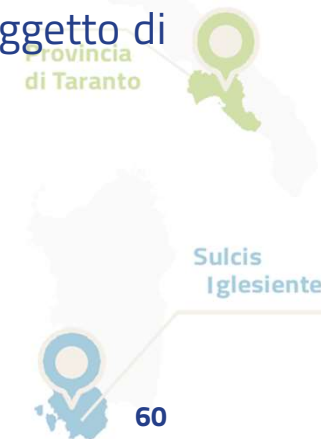 ggetto di
Provincia
di Taranto
Sulcis
Iglesiente
60